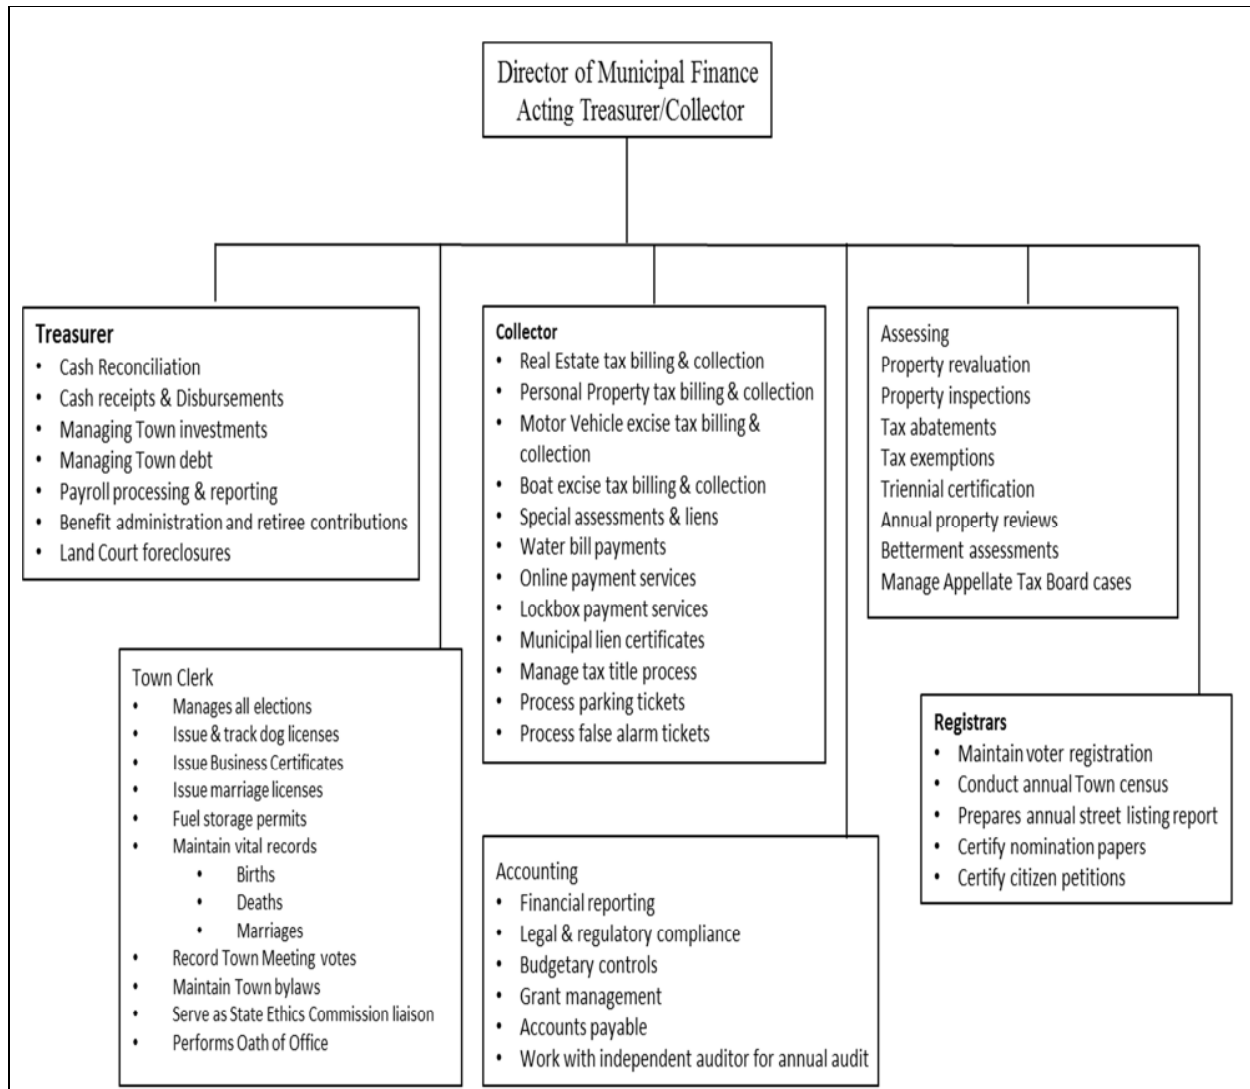 Director of Municipal Finance
Acting Treasurer/Collector
Treasurer
• Cash Reconciliation
• Cash receipts & Disbursements
• Managing Town investments
• Managing Town debt
• Payroll processing & reporting
• Benefit administration and retiree contributions
• Land Court foreclosures
Collector
• Real Estate tax billing & collection
• Personal Property tax billing & collection
• Motor Vehicle excise tax billing &
collection
• Boat excise tax billing & collection
• Special assessments & liens
• Water bill payments
• Online payment services
• Lockbox payment services
• Municipal lien certificates
• Manage tax title process
• Process parking tickets
• Process false alarm tickets
Assessing
Property revaluation
Property inspections
Tax abatements
Tax exemptions
Triennial certification
Annual property reviews
Betterment assessments
Manage Appellate Tax Board cases
Town Clerk
• Manages all elections
• Issue & track dog licenses
• Issue Business Certificates
• Issue marriage licenses
• Fuel storage permits
• Maintain vital records
• Births
• Deaths
• Marriages
• Record Town Meeting votes
• Maintain Town bylaws
• Serve as State Ethics Commission liaison
• Performs Oath of Office
Accounting
• Financial reporting
• Legal & regulatory compliance
• Budgetary controls
• Grant management
• Accounts payable
• Work with independent auditor for annual audit
Registrars
• Maintain voter registration
• Conduct annual Town census
• Prepares annual street listing report
• Certify nomination papers
• Certify citizen petitions